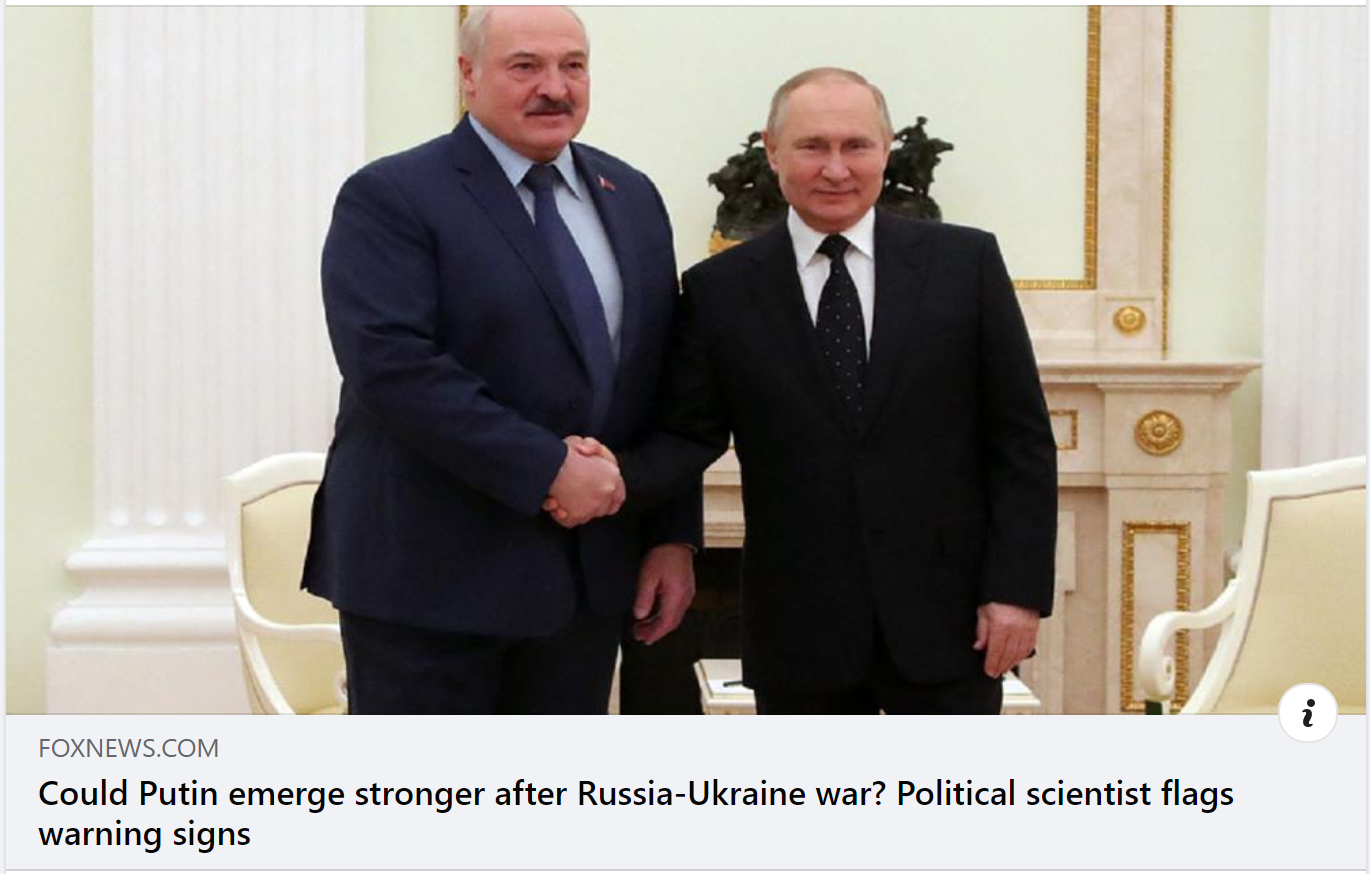 FOXNEWS.COM
Could Putin emerge stronger after Russia-Ukraine war? Political scientist flags
warning signs